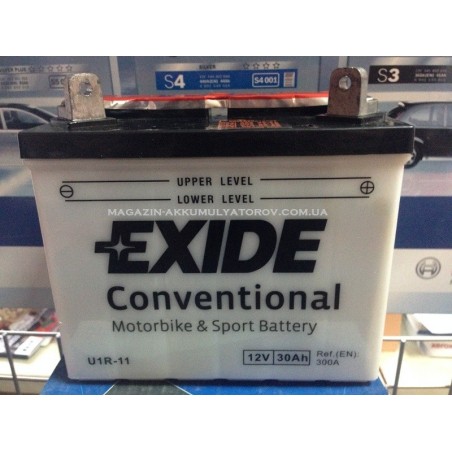 S4
S4 001
S3
UPPER LEVEL
LOWER LEVEL
MAGAZIN-AKKUMULYATOROV.COM.UA
EXIDE
Conventional
Motorbike & Sport Battery
U1R-11
12V 30Ah
Ref.(EN):
300A